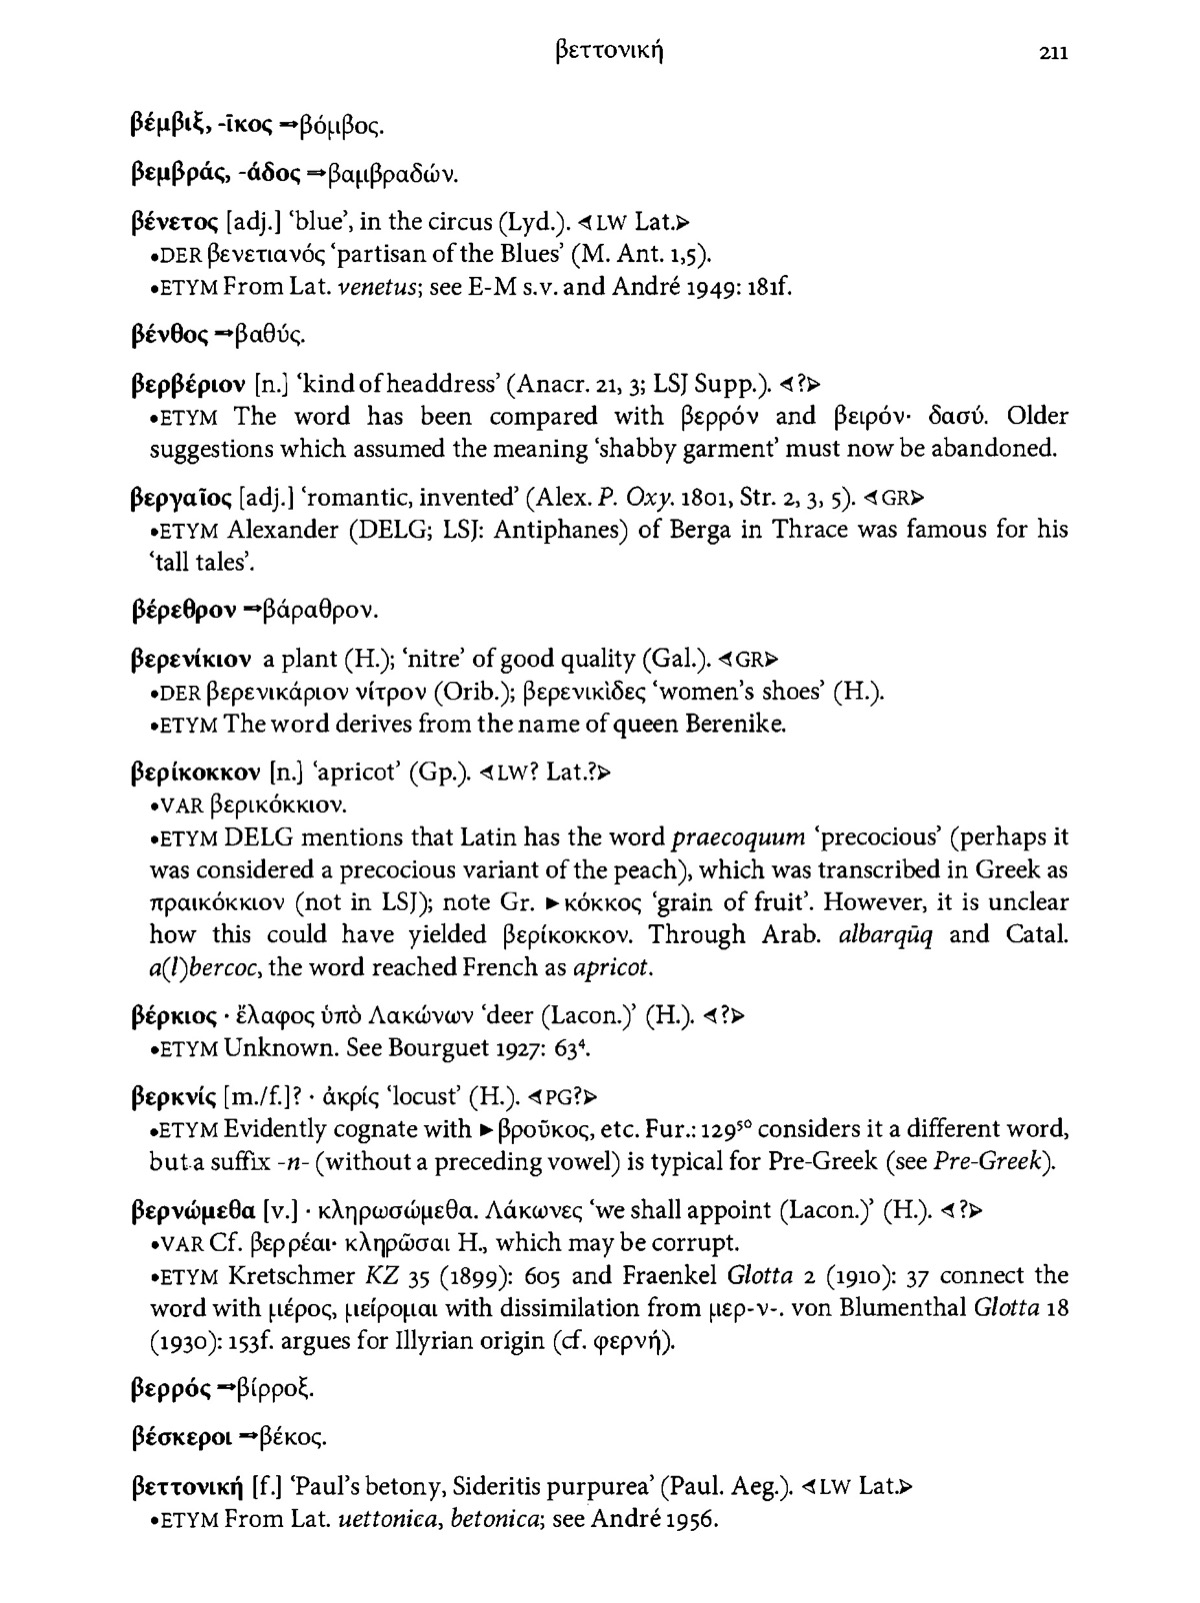 βεττονική 211
βέμβιξ, -ῑκος ⇒βόμβος.
βεμβράς, -άδος ⇒βαμβραδών.
βένετος [adj.] ‘blue’, in the circus (Lyd.). ⊲LW Lat.⊳
•DER βενετιανός ‘partisan of the Blues’ (M. Ant. 1,5).
•ETYM From Lat. venetus; see E-M s.v. and André 1949: 181f.
βένθος ⇒βαθύς.
βερβέριον [n.] ‘kind of headdress’ (Anacr. 21, 3; LSJ Supp.). ⊲?⊳
•ETYM The word has been compared with βερρόν and βειρόν· δασύ. Older
suggestions which assumed the meaning ‘shabby garment’ must now be abandoned.
βεργαῖος [adj.] ‘romantic, invented’ (Alex. P. Oxy. 1801, Str. 2, 3, 5). ⊲GR⊳
•ETYM Alexander (DELG; LSJ: Antiphanes) of Berga in Thrace was famous for his
‘tall tales’.
βέρεθρον ⇒βάραθρον.
βερενίκιον a plant (H.); ‘nitre’ of good quality (Gal.). ⊲GR⊳
•DER βερενικάριον νίτρον (Orib.); βερενικὶδες ‘women’s shoes’ (H.).
•ETYM The word derives from the name of queen Berenike.
βερίκοκκον [n.] ‘apricot’ (Gp.). ⊲LW? Lat.?⊳
•VAR βερικόκκιον.
•ETYM DELG mentions that Latin has the word praecoquum ‘precocious’ (perhaps it
was considered a precocious variant of the peach), which was transcribed in Greek as
πραικόκκιον (not in LSJ); note Gr. ►κόκκος ‘grain of fruit’. However, it is unclear
how this could have yielded βερίκοκκον. Through Arab. albarqūq and Catal.
a(l)bercoc, the word reached French as apricot.
βέρκιος · ἔλαφος ὑπὸ Λακώνων ‘deer (Lacon.)’ (H.). ⊲?⊳
•ETYM Unknown. See Bourguet 1927: 63⁴.
βερκνίς [m./f.]? · ἀκρίς ‘locust’ (H.). ⊲PG?⊳
•ETYM Evidently cognate with ►βροῦκος, etc. Fur.: 129⁵⁰ considers it a different word,
but a suffix -n- (without a preceding vowel) is typical for Pre-Greek (see Pre-Greek).
βερνώμεθα [v.] · κληρωσώμεθα. Λάκωνες ‘we shall appoint (Lacon.)’ (H.). ⊲?⊳
•VAR Cf. βερρέαι· κληρῶσαι H., which may be corrupt.
•ETYM Kretschmer KZ 35 (1899): 605 and Fraenkel Glotta 2 (1910): 37 connect the
word with μέρος, μείρομαι with dissimilation from μερ-ν-. von Blumenthal Glotta 18
(1930): 153f. argues for Illyrian origin (cf. φερνή).
βερρός ⇒βίρροξ.
βέσκεροι ⇒βέκος.
βεττονική [f.] ‘Paul’s betony, Sideritis purpurea’ (Paul. Aeg.). ⊲LW Lat.⊳
•ETYM From Lat. uettonica, betonica; see André 1956.